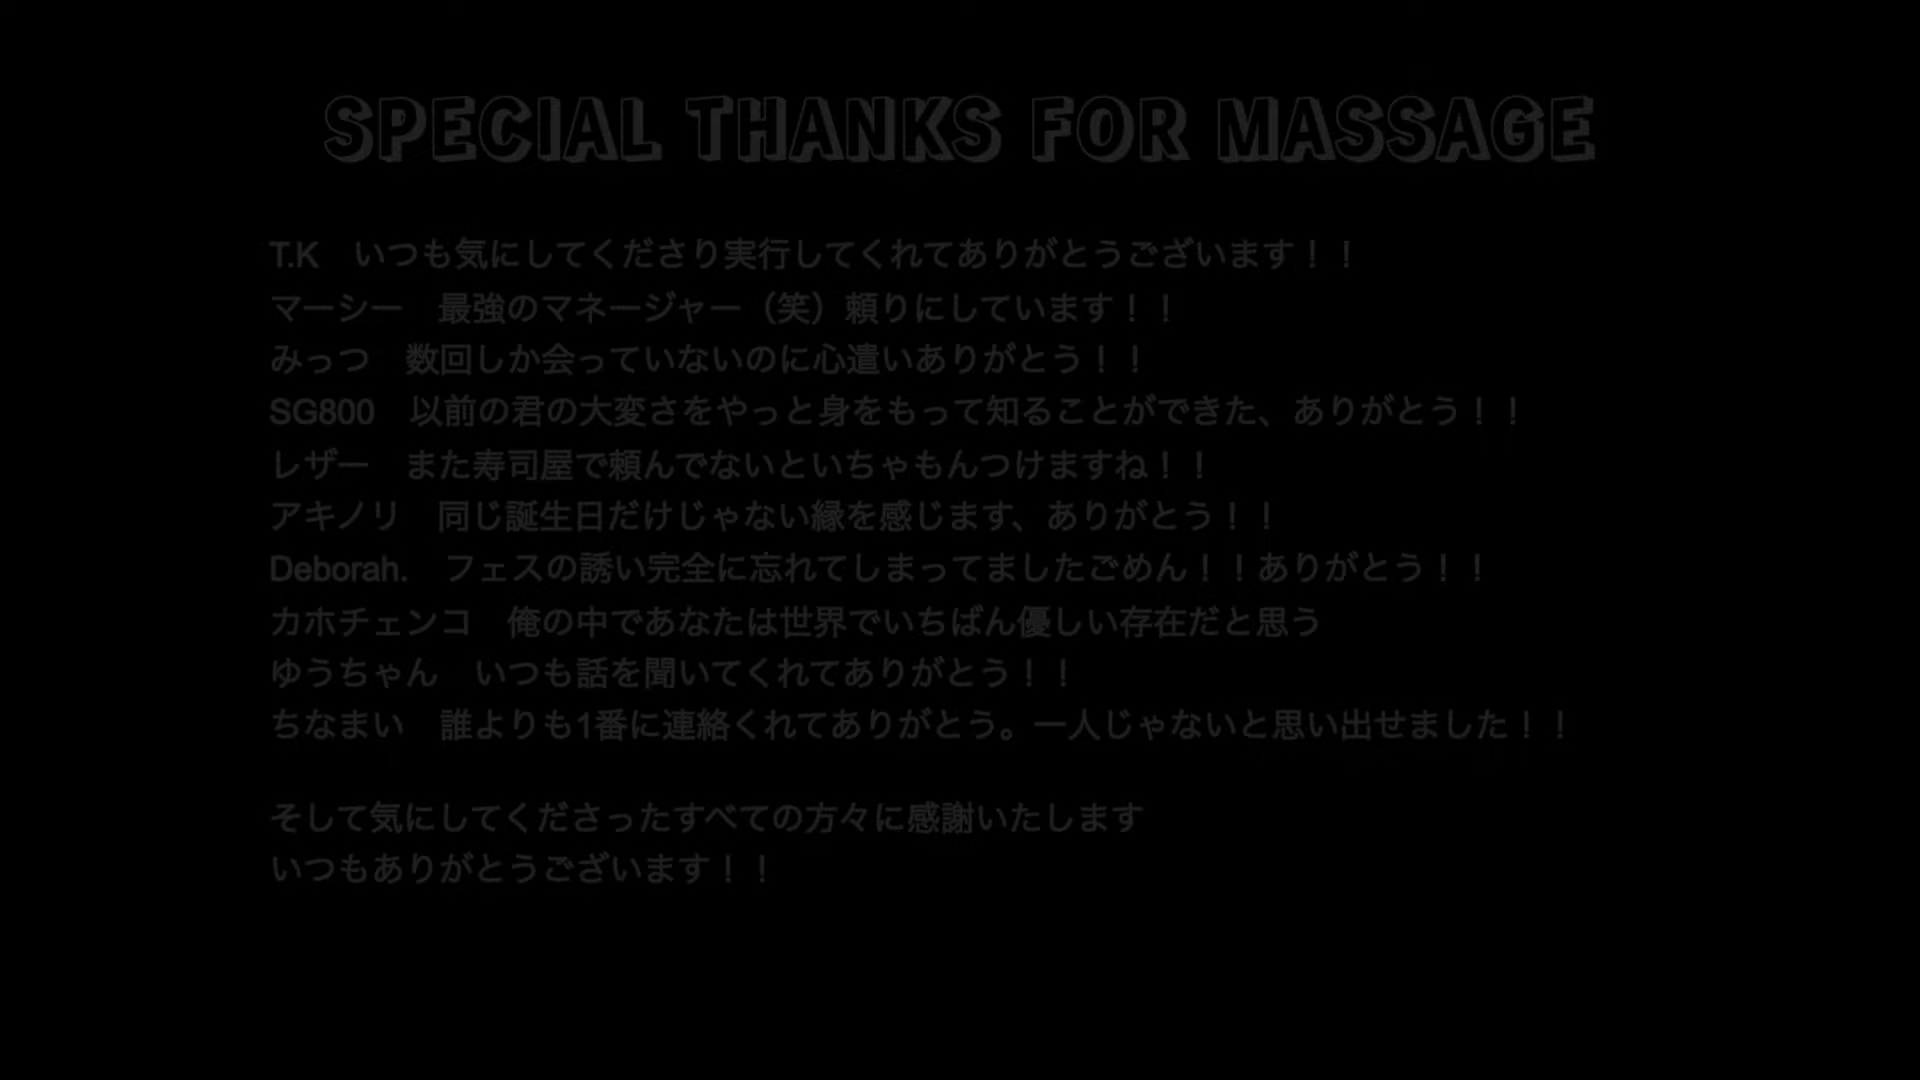 SPECIAL THANKS FOR MASSAGE
T.K　いつも気にしてくださり実行してくれてありがとうございます！！
マーシー　最強のマネージャー（笑）頼りにしています！！
みっつ　数回しか会っていないのに心遣いありがとう！！
SG800　以前の君の大変さをやっと身をもって知ることができた、ありがとう！！
レザー　また寿司屋で頼んでないといちゃもんつけますね！！
アキノリ　同じ誕生日だけじゃない縁を感じます、ありがとう！！
Deborah.　フェスの誘い完全に忘れてしまってましたごめん！！ありがとう！！
カホチェンコ　俺の中であなたは世界でいちばん優しい存在だと思う
ゆうちゃん　いつも話を聞いてくれてありがとう！！
ちなまい　誰よりも1番に連絡くれてありがとう。一人じゃないと思い出せました！！
そして気にしてくださったすべての方々に感謝いたします
いつもありがとうございます！！